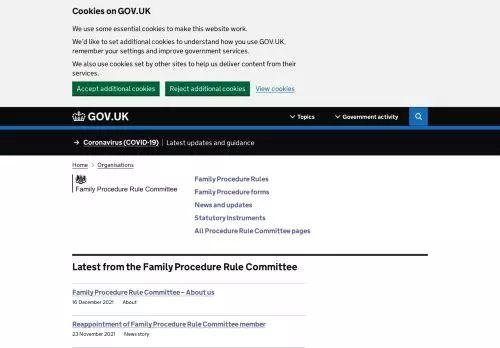 Cookies on GOV.UK
We use some essential cookies to make this website work.
We'd like to set additional cookies to understand how you use GOV.UK,
remember your settings and improve government services.
We also use cookies set by other sites to help us deliver content from their
services.
Accept additional cookies Reject additional cookies View cookies
GOV.UK Topics Government activity
→ Coronavirus (COVID-19) Latest updates and guidance
Home > Organisations
Family Procedure Rule Committee
Family Procedure Rules
Family Procedure forms
News and updates
Statutory instruments
All Procedure Rule Committee pages
Latest from the Family Procedure Rule Committee
Family Procedure Rule Committee – About us
16 December 2021 About
Reappointment of Family Procedure Rule Committee member
23 November 2021 News story